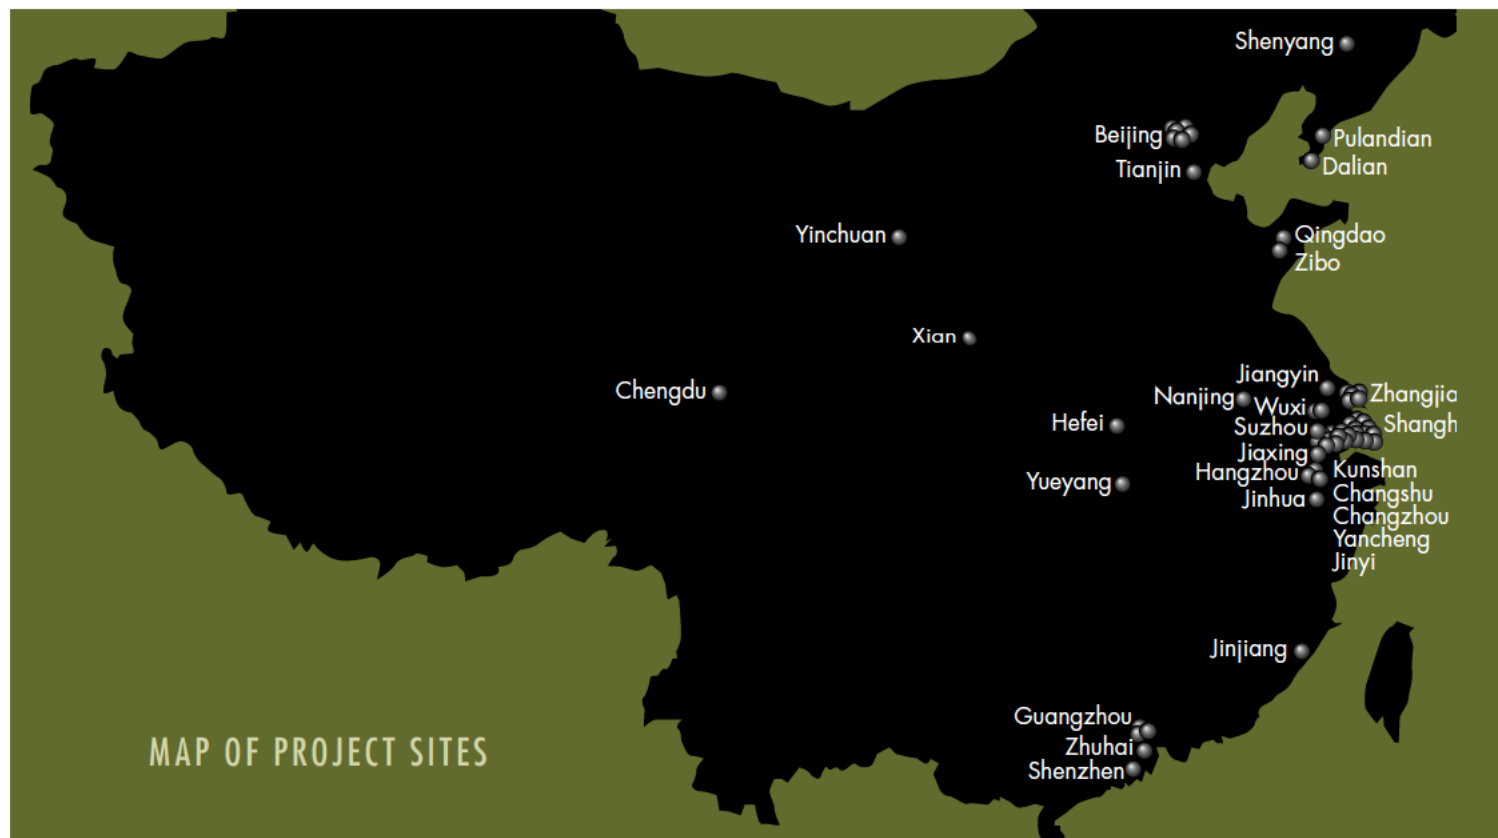 Shenyang
Beijing
Pulandian
Tianjin
Dalian
Yinchuan
Qingdao
Zibo
Xian
Jiangyin
Chengdu
Nanjing
Zhangjia
Wuxi
Hefei
Suzhou
Shangh
Jiaxing
Hangzhou
Kunshan
Yueyang
Jinhua
Changshu
Changzhou
Yancheng
Jinyi
Jinjiang
Guangzhou
Zhuhai
Shenzhen
MAP OF PROJECT SITES